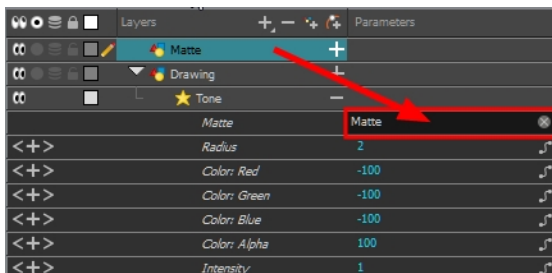 Layers Parameters
Matte
Drawing
Tone
Matte Matte
Radius 2
Color: Red -100
Color: Green -100
Color: Blue -100
Color: Alpha 100
Intensity 1